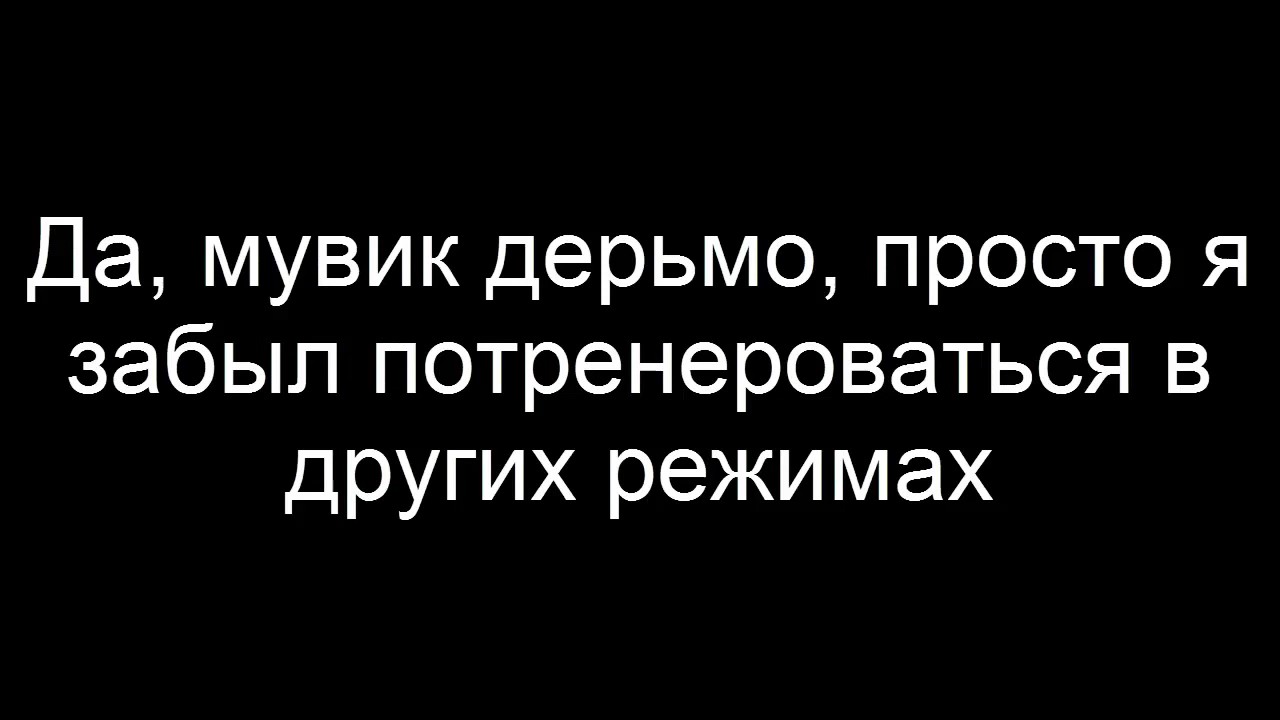 Да, мувик дерьмо, просто я
забыл потренероваться в
других режимах